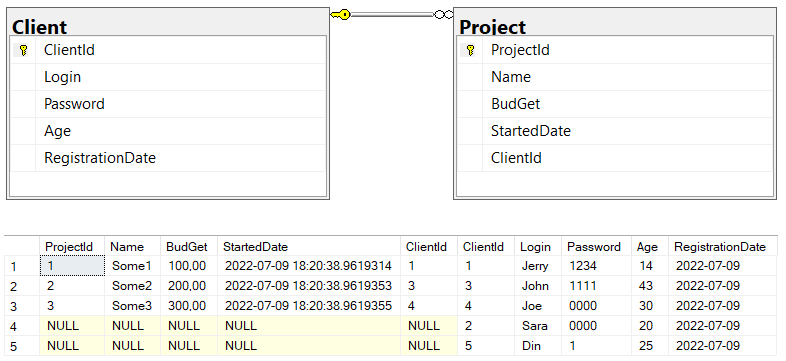 Client
ClientId
Login
Password
Age
RegistrationDate
Project
ProjectId
Name
BudGet
StartedDate
ClientId
ProjectId Name BudGet StartedDate ClientId ClientId Login Password Age RegistrationDate
1 1 Some1 100,00 2022-07-09 18:20:38.9619314 1 1 Jerry 1234 14 2022-07-09
2 2 Some2 200,00 2022-07-09 18:20:38.9619353 3 3 John 1111 43 2022-07-09
3 3 Some3 300,00 2022-07-09 18:20:38.9619355 4 4 Joe 0000 30 2022-07-09
4 NULL NULL NULL NULL NULL 2 Sara 0000 20 2022-07-09
5 NULL NULL NULL NULL NULL 5 Din 1 25 2022-07-09